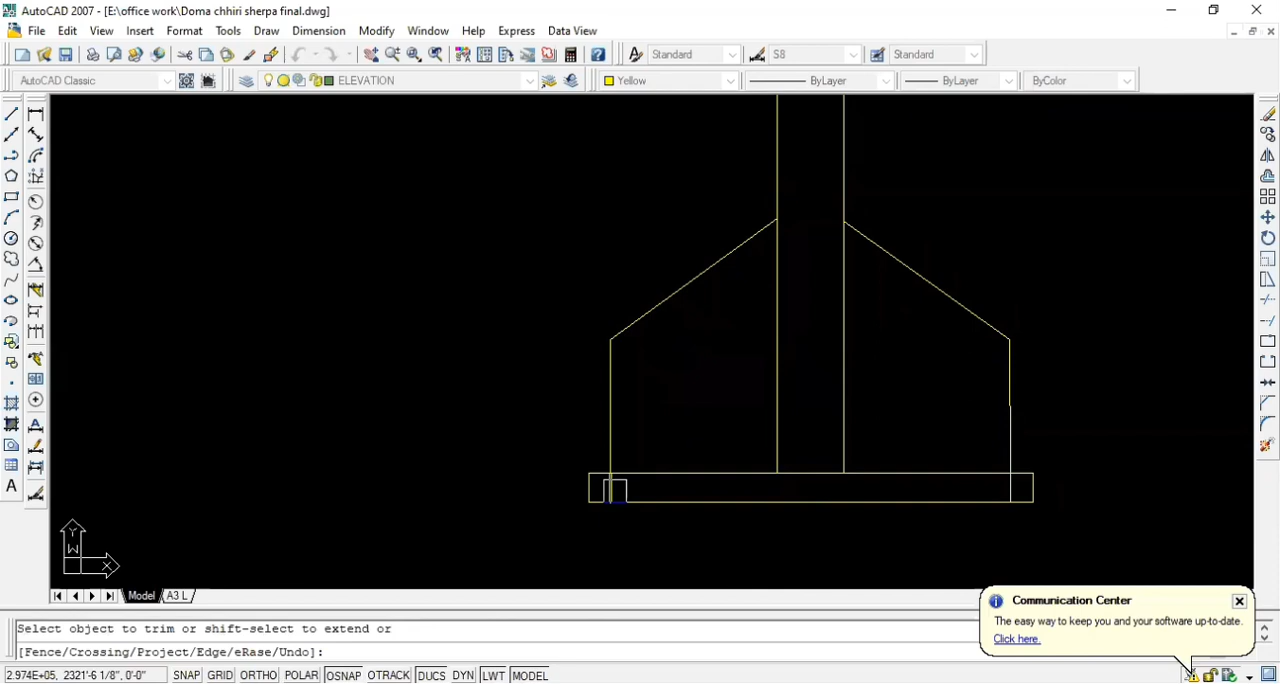 AutoCAD 2007 - [E:\office work\Doma chhiri sherpa final.dwg]
File Edit View Insert Format Tools Draw Dimension Modify Window Help Express Data View
Standard S8 Standard
AutoCAD Classic ELEVATION Yellow ByLayer ByLayer ByColor
A
Y
W
X
Model A3 L
Communication Center
The easy way to keep you and your software up-to-date.
Click here.
Select object to trim or shift-select to extend or
[Fence/Crossing/Project/Edge/eRase/Undo]:
2.974E+05, 2321'-6 1/8", 0'-0" SNAP GRID ORTHO POLAR OSNAP OTRACK DUCS DYN LWT MODEL